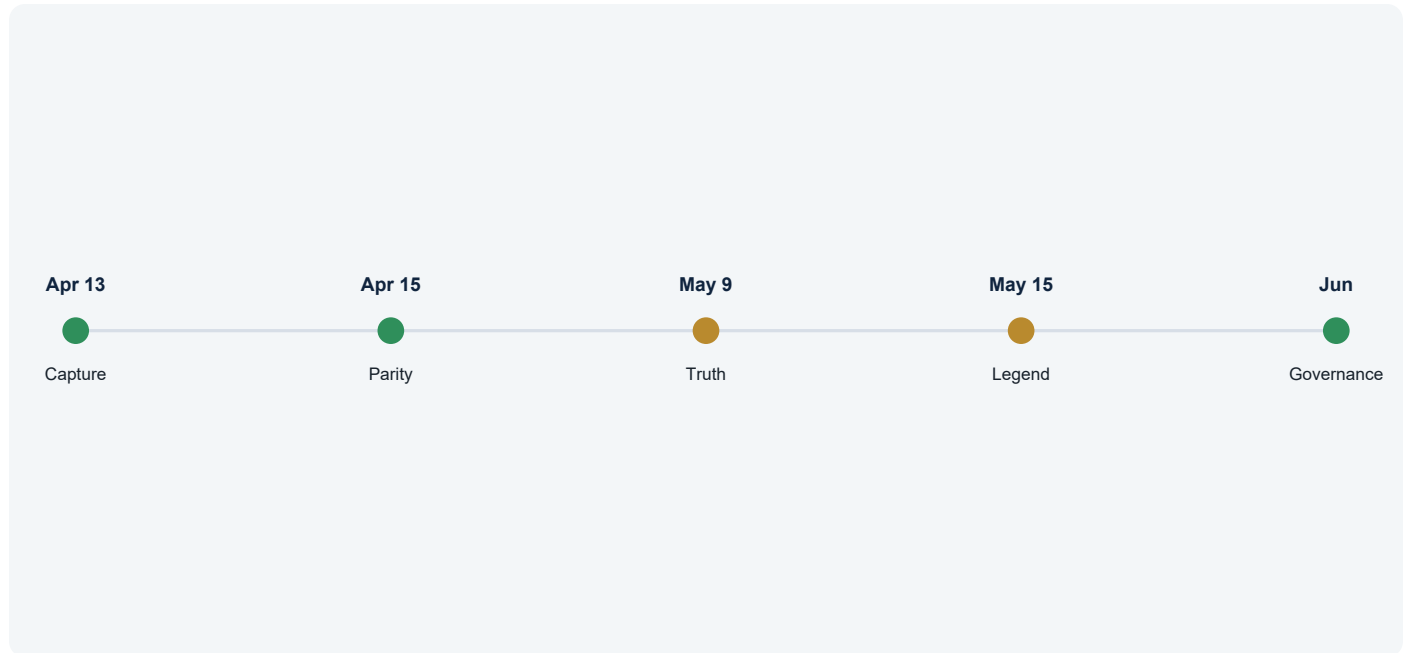 Apr 13
Apr 15
May 9
May 15
Jun
Capture
Parity
Truth
Legend
Governance